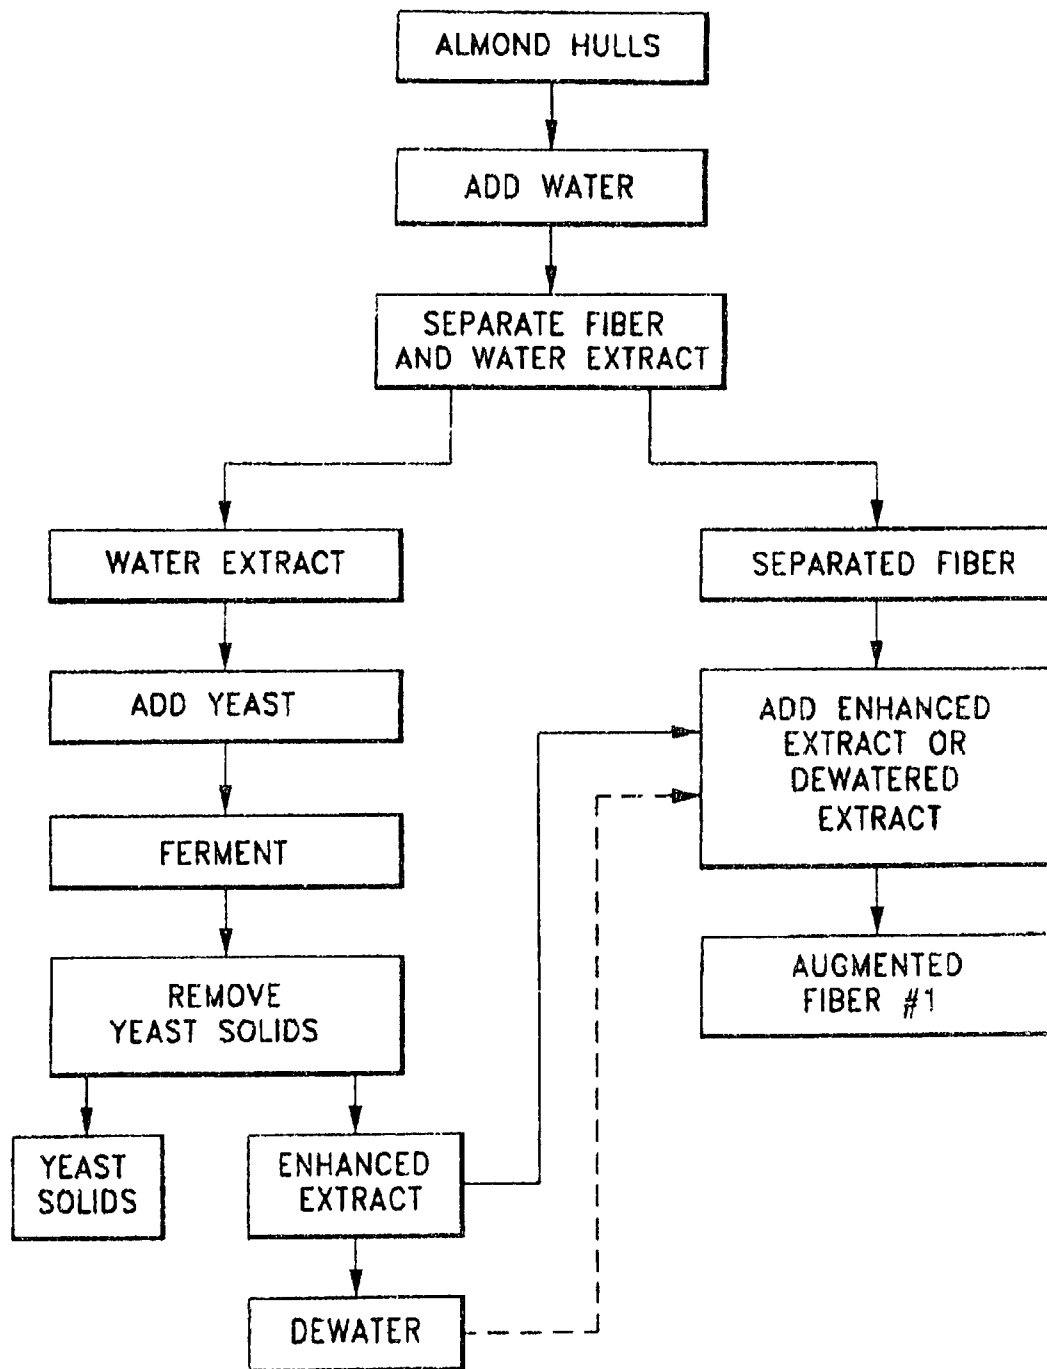 ALMOND HULLS
ADD WATER
SEPARATE FIBER
AND WATER EXTRACT
WATER EXTRACT
ADD YEAST
FERMENT
REMOVE
YEAST SOLIDS
YEAST
SOLIDS
ENHANCED
EXTRACT
DEWATER
SEPARATED FIBER
ADD ENHANCED
EXTRACT OR
DEWATERED
EXTRACT
AUGMENTED
FIBER #1